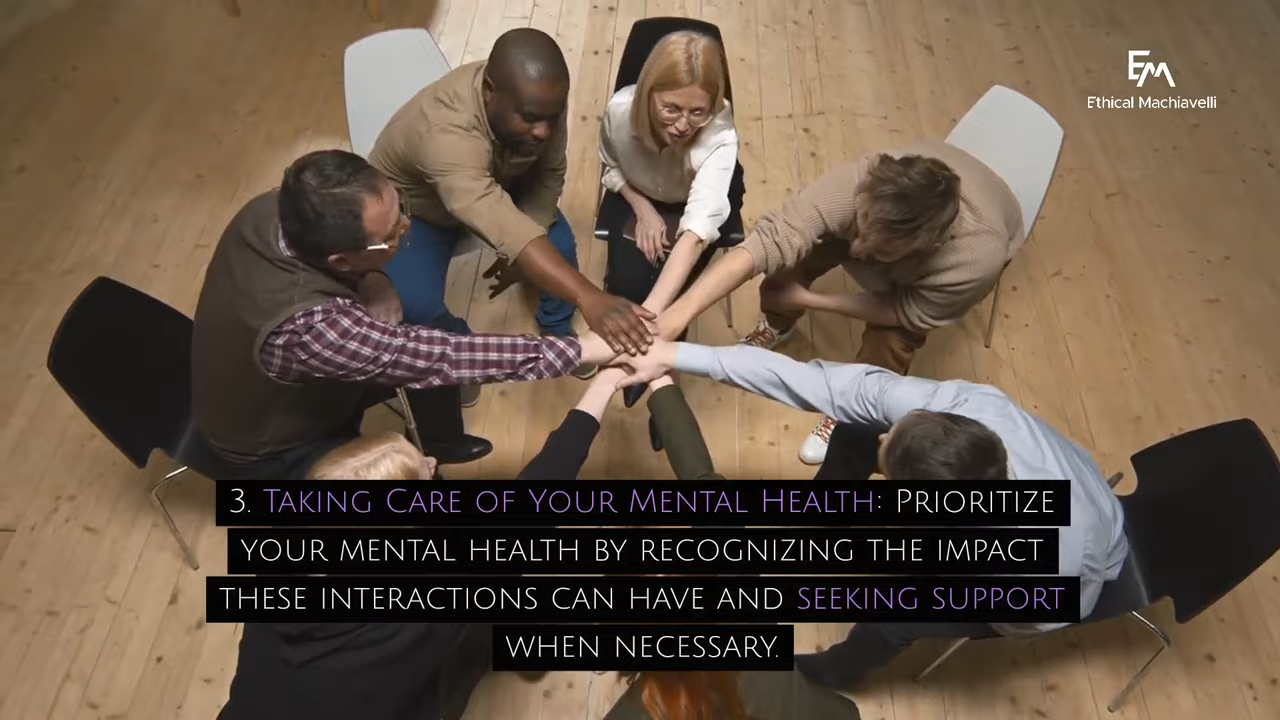 EM
Ethical Machiavelli
3. Taking Care of Your Mental Health: Prioritize
your mental health by recognizing the impact
these interactions can have and seeking support
when necessary.